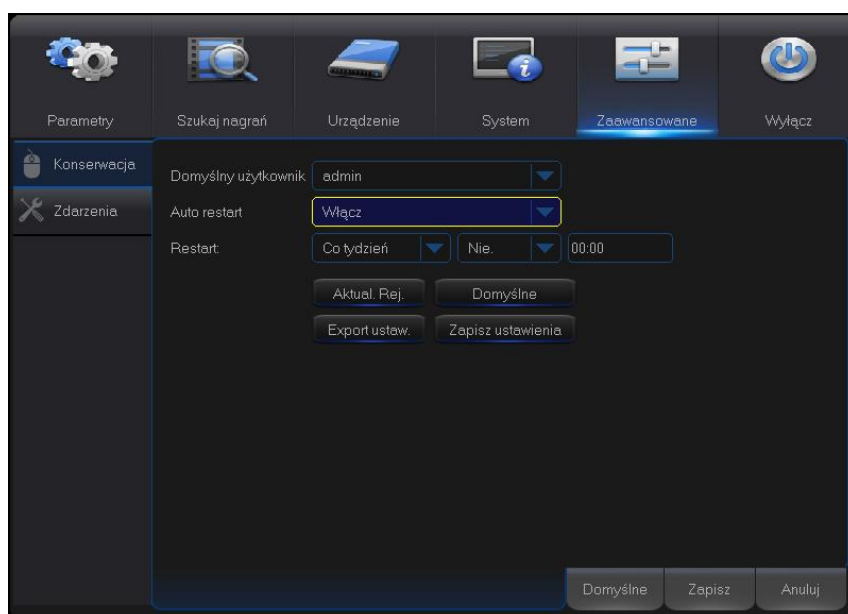 Parametry Szukaj nagrań Urządzenie System Zaawansowane Wyłącz
Konserwacja
Zdarzenia
Domyślny użytkownik admin
Auto restart Włącz
Restart: Co tydzień Nie. 00:00
Aktual. Rej. Domyślne
Export ustaw. Zapisz ustawienia
Domyślne Zapisz Anuluj